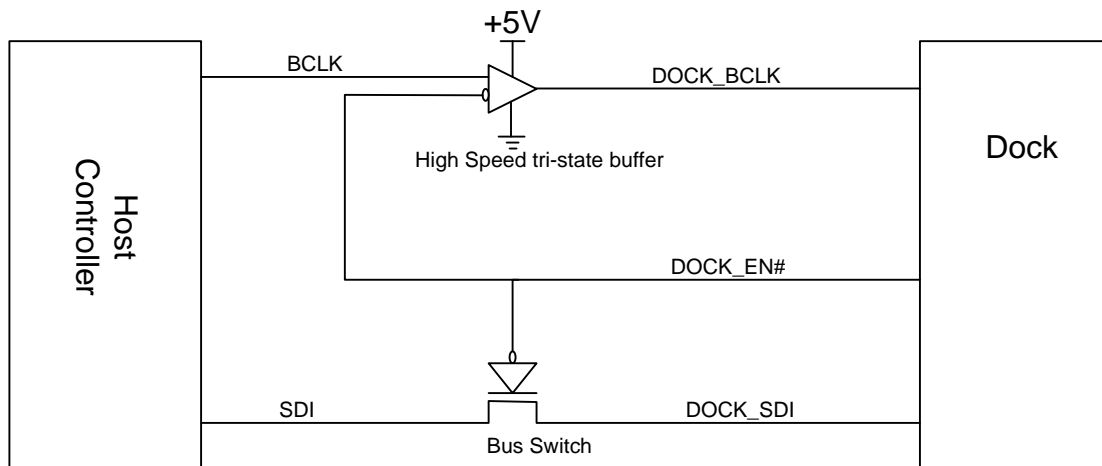 +5V
BCLK
DOCK_BCLK
High Speed tri-state buffer
Dock
Host
Controller
DOCK_EN#
SDI
DOCK_SDI
Bus Switch